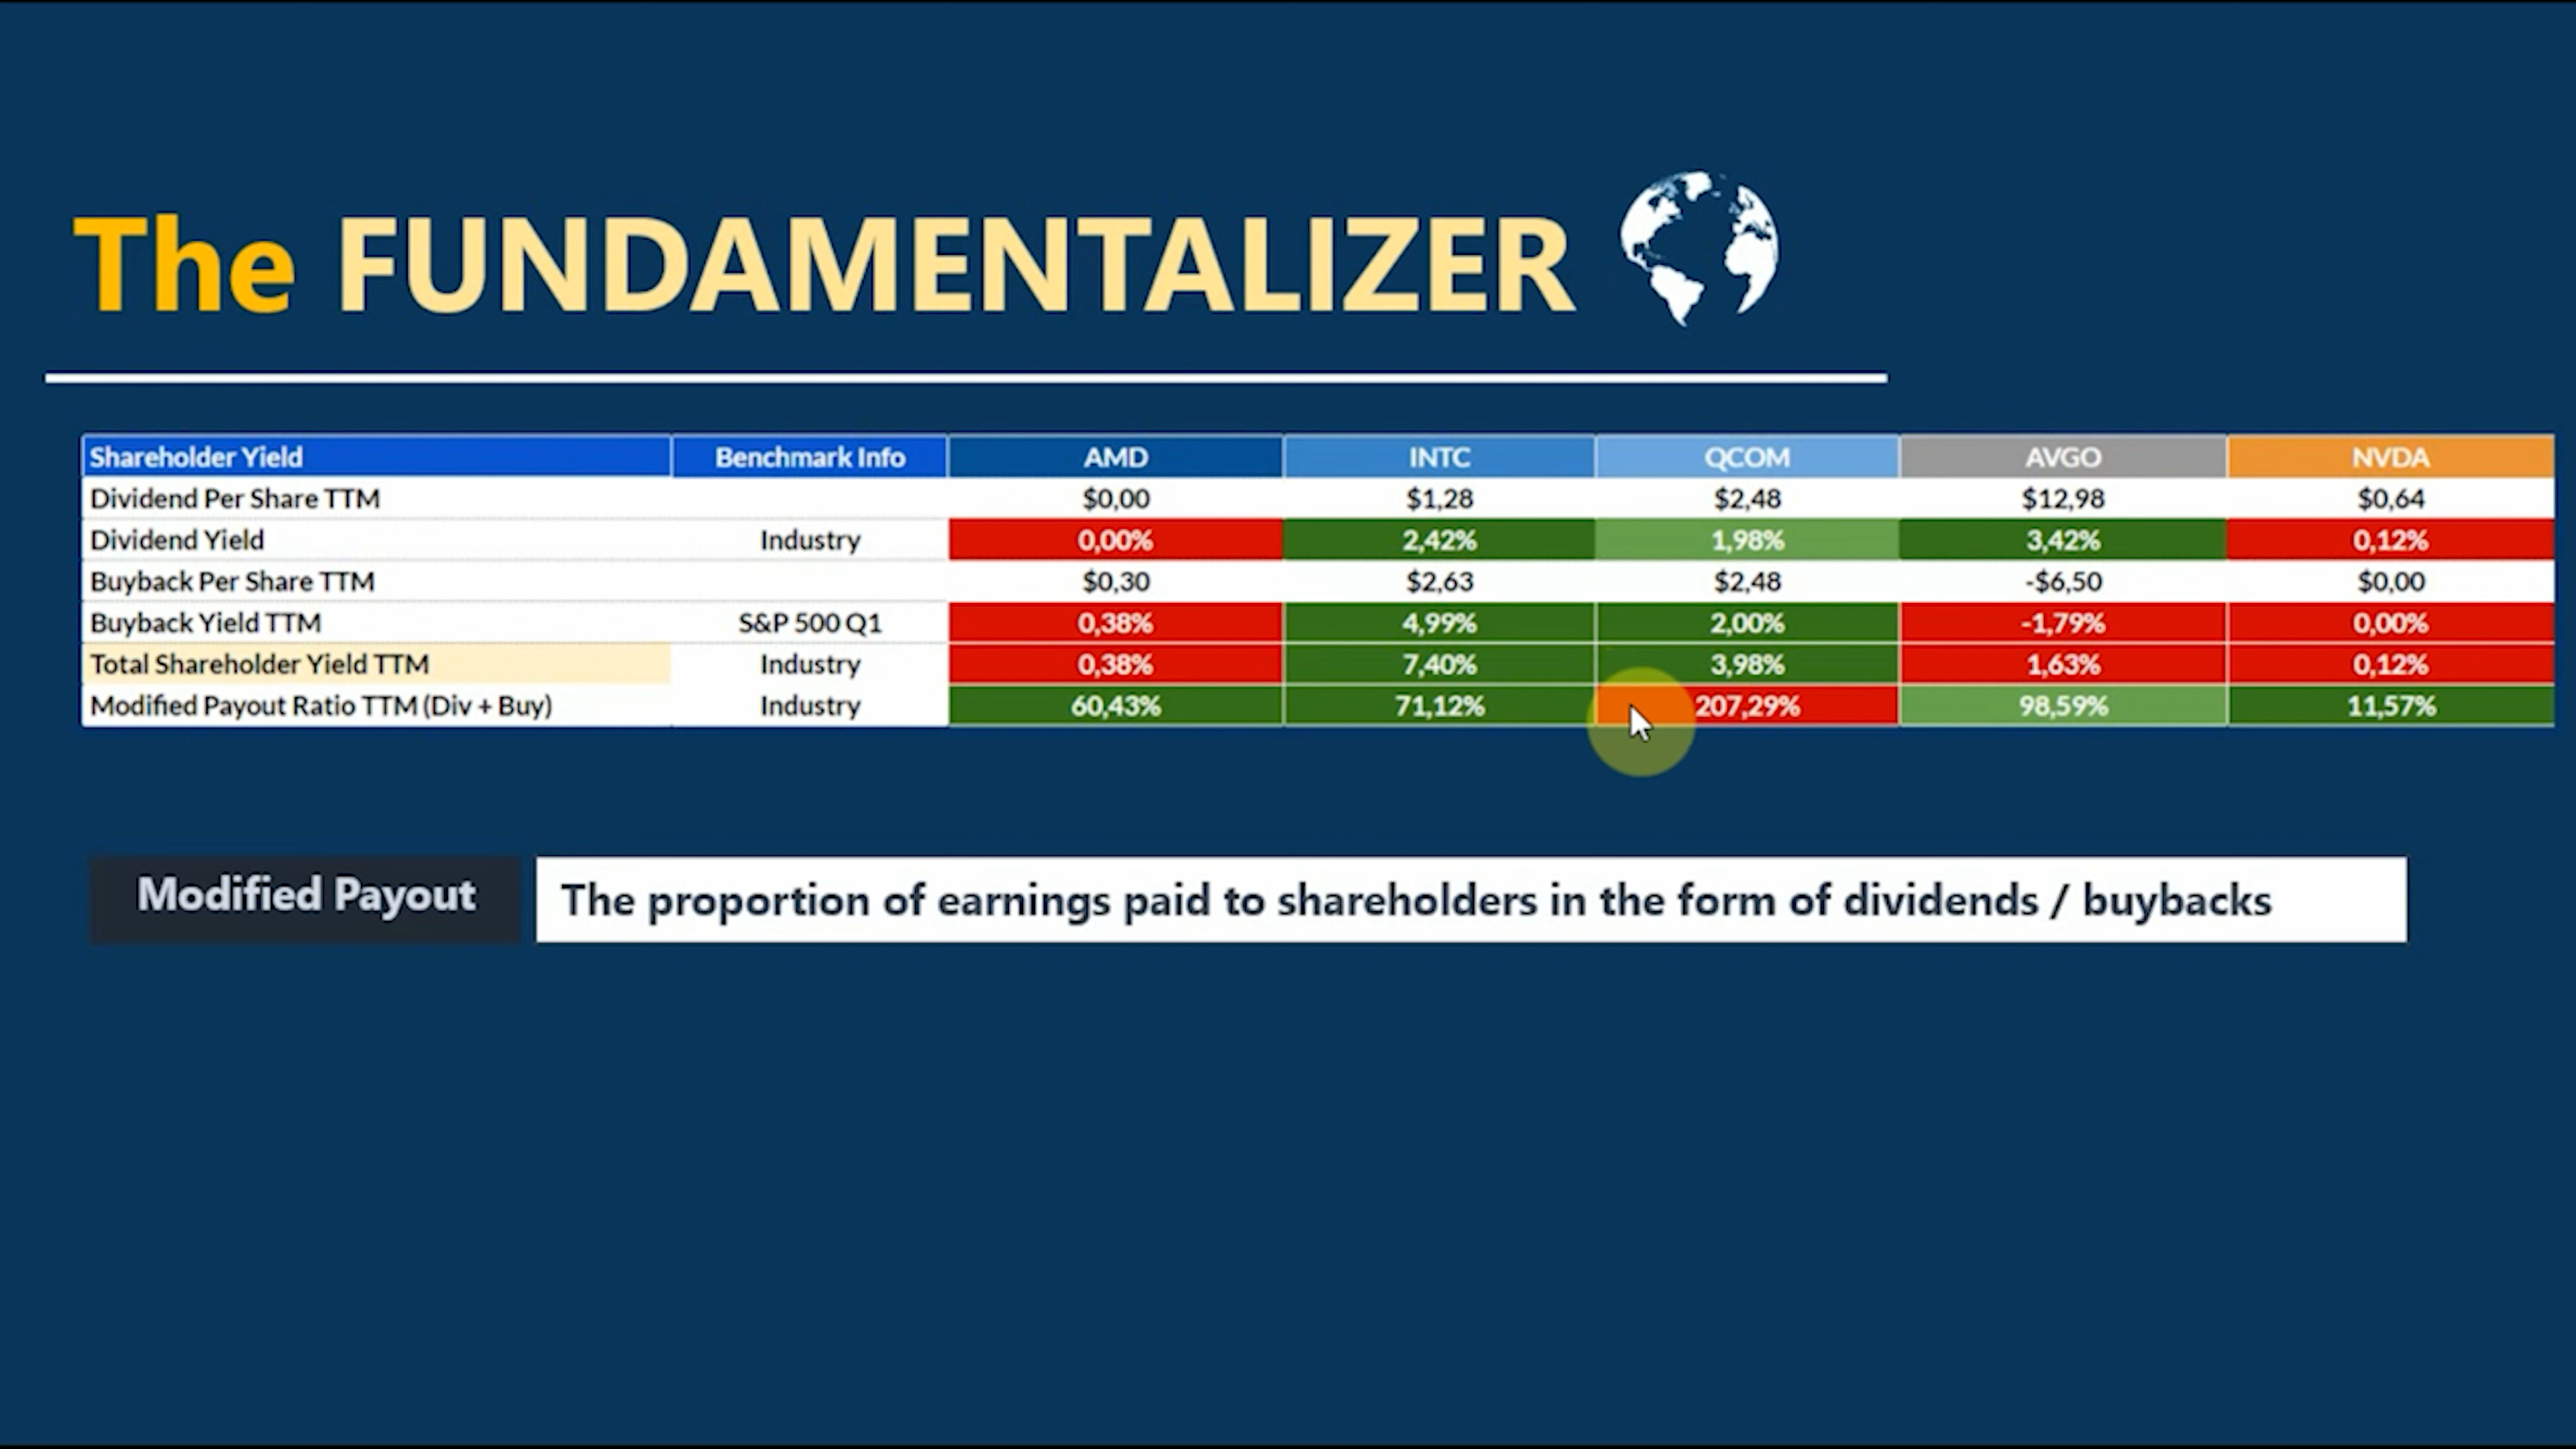 The FUNDAMENTALIZER
Shareholder Yield Benchmark Info AMD INTC QCOM AVGO NVDA
Dividend Per Share TTM $0,00 $1,28 $2,48 $12,98 $0,64
Dividend Yield Industry 0,00% 2,42% 1,98% 3,42% 0,12%
Buyback Per Share TTM $0,30 $2,63 $2,48 -$6,50 $0,00
Buyback Yield TTM S&P 500 Q1 0,38% 4,99% 2,00% -1,79% 0,00%
Total Shareholder Yield TTM Industry 0,38% 7,40% 3,98% 1,63% 0,12%
Modified Payout Ratio TTM (Div + Buy) Industry 60,43% 71,12% 207,29% 98,59% 11,57%
Modified Payout The proportion of earnings paid to shareholders in the form of dividends / buybacks